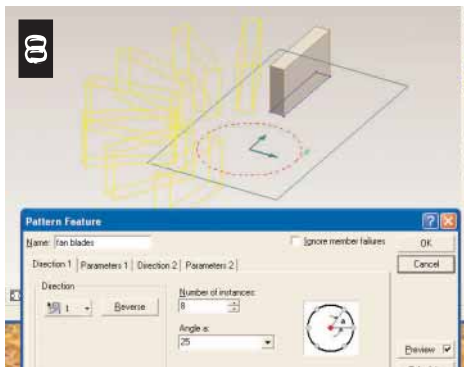 8
Pattern Feature
Name: fan blades
Ignore member failures
OK
Direction 1 Parameters 1 Direction 2 Parameters 2
Cancel
Direction
1
Reverse
Number of instances:
8
Angle a:
25
a
Preview